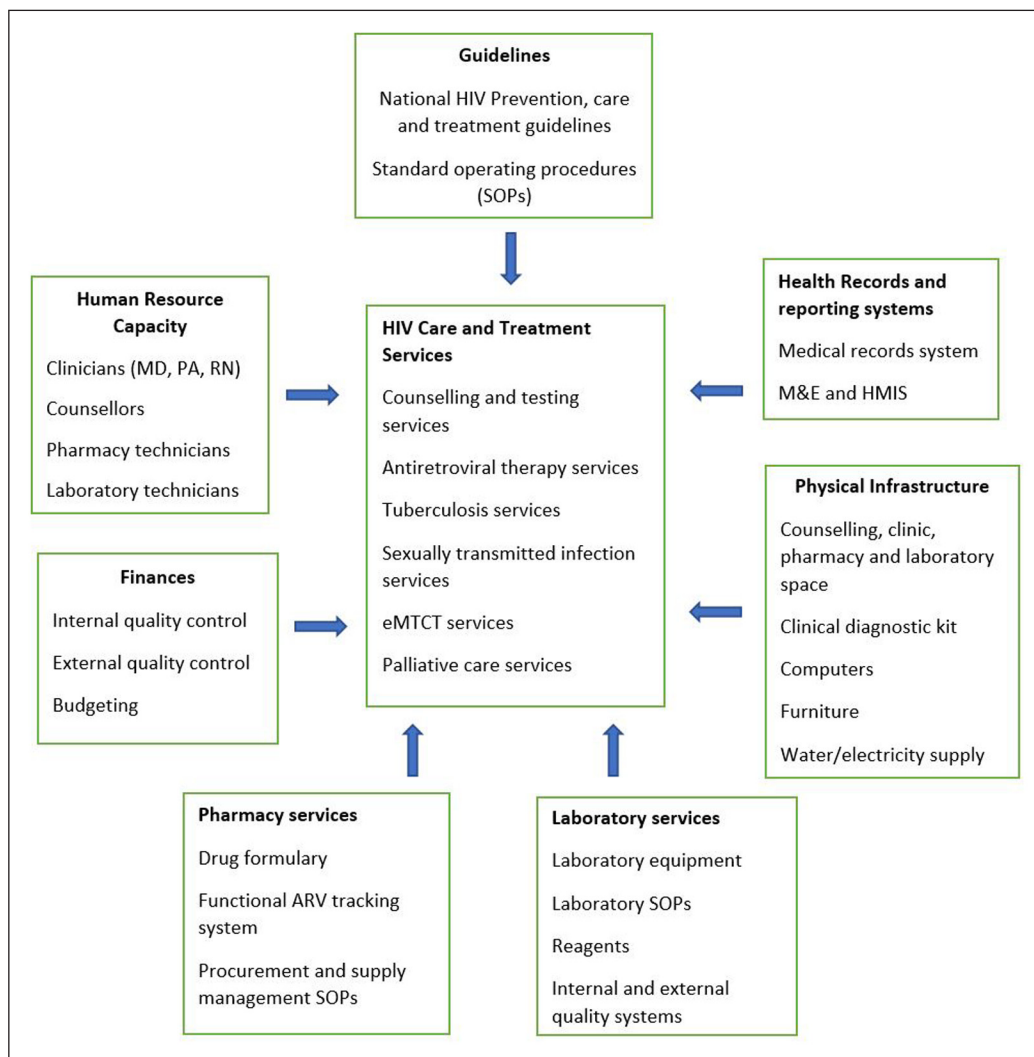 Guidelines
National HIV Prevention, care
and treatment guidelines
Standard operating procedures
(SOPs)
Human Resource
Capacity
Clinicians (MD, PA, RN)
Counsellors
Pharmacy technicians
Laboratory technicians
HIV Care and Treatment
Services
Counselling and testing
services
Antiretroviral therapy services
Tuberculosis services
Sexually transmitted infection
services
eMTCT services
Palliative care services
Health Records and
reporting systems
Medical records system
M&E and HMIS
Finances
Internal quality control
External quality control
Budgeting
Physical Infrastructure
Counselling, clinic,
pharmacy and laboratory
space
Clinical diagnostic kit
Computers
Furniture
Water/electricity supply
Pharmacy services
Drug formulary
Functional ARV tracking
system
Procurement and supply
management SOPs
Laboratory services
Laboratory equipment
Laboratory SOPs
Reagents
Internal and external
quality systems